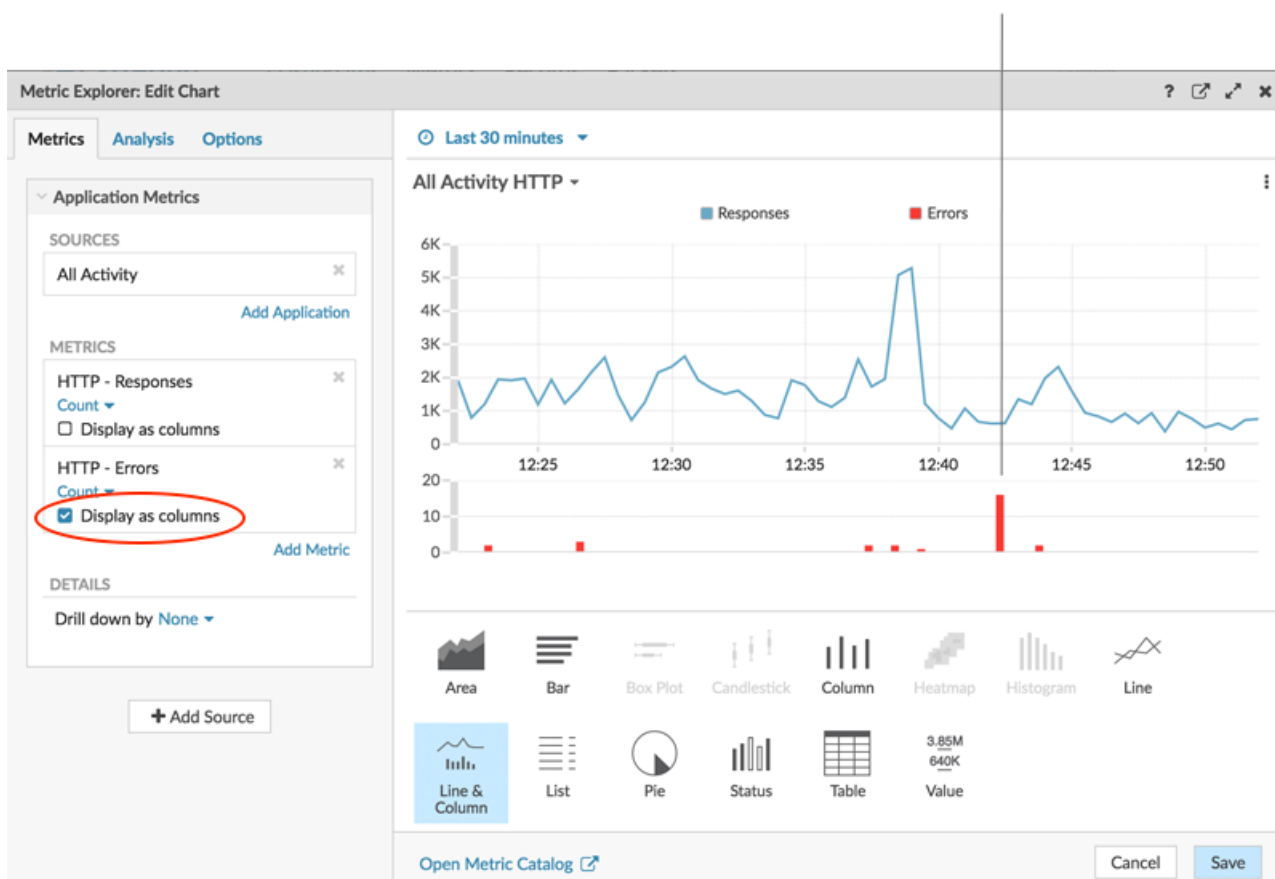 Metric Explorer: Edit Chart
?
Metrics Analysis Options
Last 30 minutes
Application Metrics
SOURCES
All Activity
Add Application
METRICS
HTTP - Responses
Count
Display as columns
HTTP - Errors
Count
Display as columns
Add Metric
DETAILS
Drill down by None
+ Add Source
All Activity HTTP
Responses Errors
6K
5K
4K
3K
2K
1K
0
12:25 12:30 12:35 12:40 12:45 12:50
20
10
0
Area Bar Box Plot Candlestick Column Heatmap Histogram Line
3.85M
640K
Line &
Column
List Pie Status Table Value
Open Metric Catalog
Cancel Save